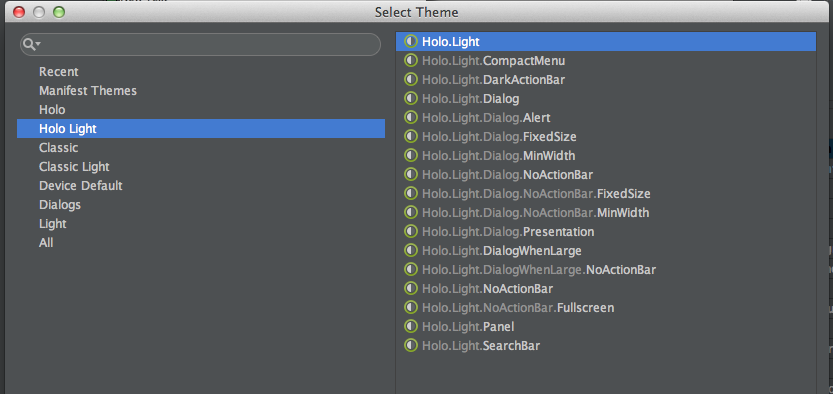 Select Theme
Recent
Manifest Themes
Holo
Holo Light
Classic
Classic Light
Device Default
Dialogs
Light
All
Holo.Light
Holo.Light.CompactMenu
Holo.Light.DarkActionBar
Holo.Light.Dialog
Holo.Light.Dialog.Alert
Holo.Light.Dialog.FixedSize
Holo.Light.Dialog.MinWidth
Holo.Light.Dialog.NoActionBar
Holo.Light.Dialog.NoActionBar.FixedSize
Holo.Light.Dialog.NoActionBar.MinWidth
Holo.Light.Dialog.Presentation
Holo.Light.DialogWhenLarge
Holo.Light.DialogWhenLarge.NoActionBar
Holo.Light.NoActionBar
Holo.Light.NoActionBar.Fullscreen
Holo.Light.Panel
Holo.Light.SearchBar